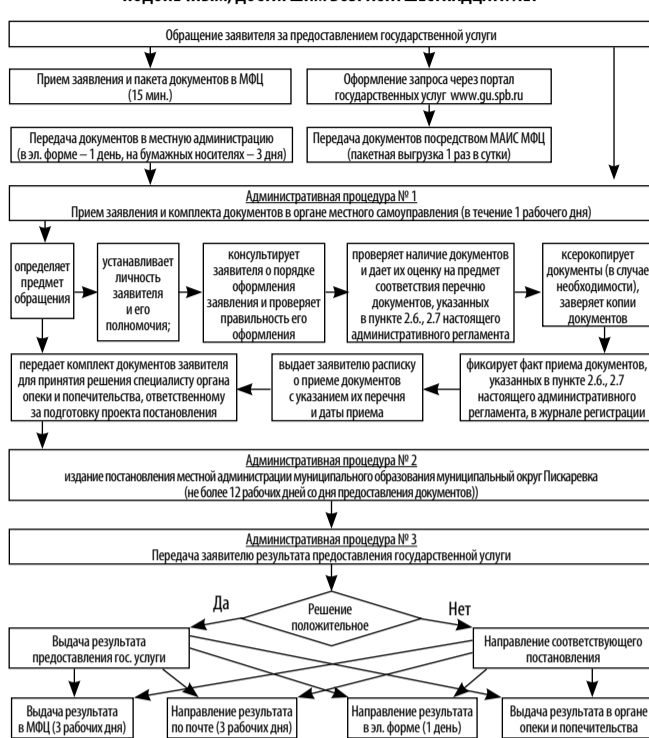 Обращение заявителя за предоставлением государственной услуги
Прием заявления и пакета документов в МФЦ
(15 мин.)
Оформление запроса через портал
государственных услуг www.gu.spb.ru
Передача документов в местную администрацию
(в эл. форме – 1 день, на бумажных носителях – 3 дня)
Передача документов посредством МАИС МФЦ
(пакетная выгрузка 1 раз в сутки)
Административная процедура № 1
Прием заявления и комплекта документов в органе местного самоуправления (в течение 1 рабочего дня)
определяет
предмет
обращения
устанавливает
личность
заявителя
и его
полномочия;
консультирует
заявителя о порядке
оформления
заявления и проверяет
правильность его
оформления
проверяет наличие документов
и дает их оценку на предмет
соответствия перечню
документов, указанных
в пункте 2.6., 2.7 настоящего
административного регламента
ксерокопирует
документы (в случае
необходимости),
заверяет копии
документов
передает комплект документов заявителя
для принятия решения специалисту органа
опеки и попечительства, ответственному
за подготовку проекта постановления
выдает заявителю расписку
о приеме документов
с указанием их перечня
и даты приема
фиксирует факт приема документов,
указанных в пункте 2.6., 2.7
настоящего административного
регламента, в журнале регистрации
Административная процедура № 2
издание постановления местной администрации муниципального образования муниципальный округ Пискаревка
(не более 12 рабочих дней со дня предоставления документов))
Административная процедура № 3
Передача заявителю результата предоставления государственной услуги
Да
Решение
положительное
Нет
Выдача результата
предоставления гос. услуги
Направление соответствующего
постановления
Выдача результата
в МФЦ (3 рабочих дня)
Направление результата
по почте (3 рабочих дня)
Направление результата
в эл. форме (1 день)
Выдача результата в органе
опеки и попечительства